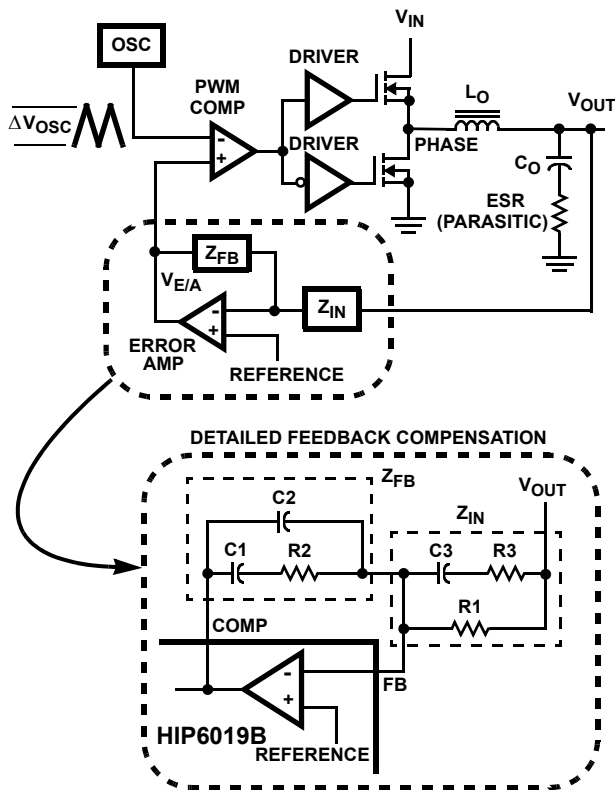 V_IN
OSC
DRIVER
PWM
COMP
L_O
V_OUT
ΔV_OSC
-
+
DRIVER
PHASE
C_O
ESR
(PARASITIC)
Z_FB
V_E/A
-
+
Z_IN
ERROR
AMP
REFERENCE
DETAILED FEEDBACK COMPENSATION
Z_FB
V_OUT
C2
Z_IN
C1
R2
C3
R3
R1
COMP
-
+
FB
HIP6019B
REFERENCE